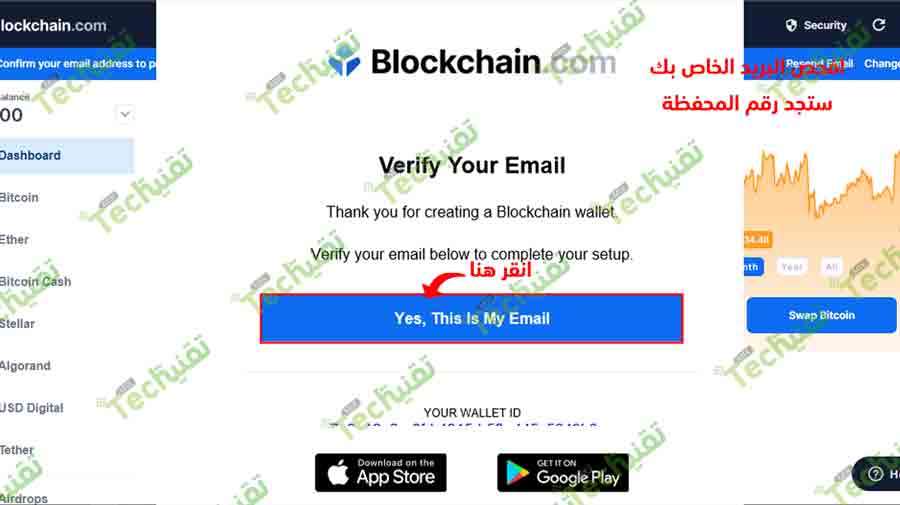 lockchain.com
Security
Confirm your email address to p
Resend Email
Change
Blockchain.com
افحص البريد الخاص بك
ستجد رقم المحفظة
alance
00
Dashboard
Bitcoin
Ether
Bitcoin Cash
Stellar
Algorand
USD Digital
Tether
Airdrops
Verify Your Email
Thank you for creating a Blockchain wallet.
Verify your email below to complete your setup.
انقر هنا
Yes, This Is My Email
YOUR WALLET ID
Download on the
App Store
GET IT ON
Google Play
34.48
nth
Year
All
Swap Bitcoin
He
تقنية
Techنيتة